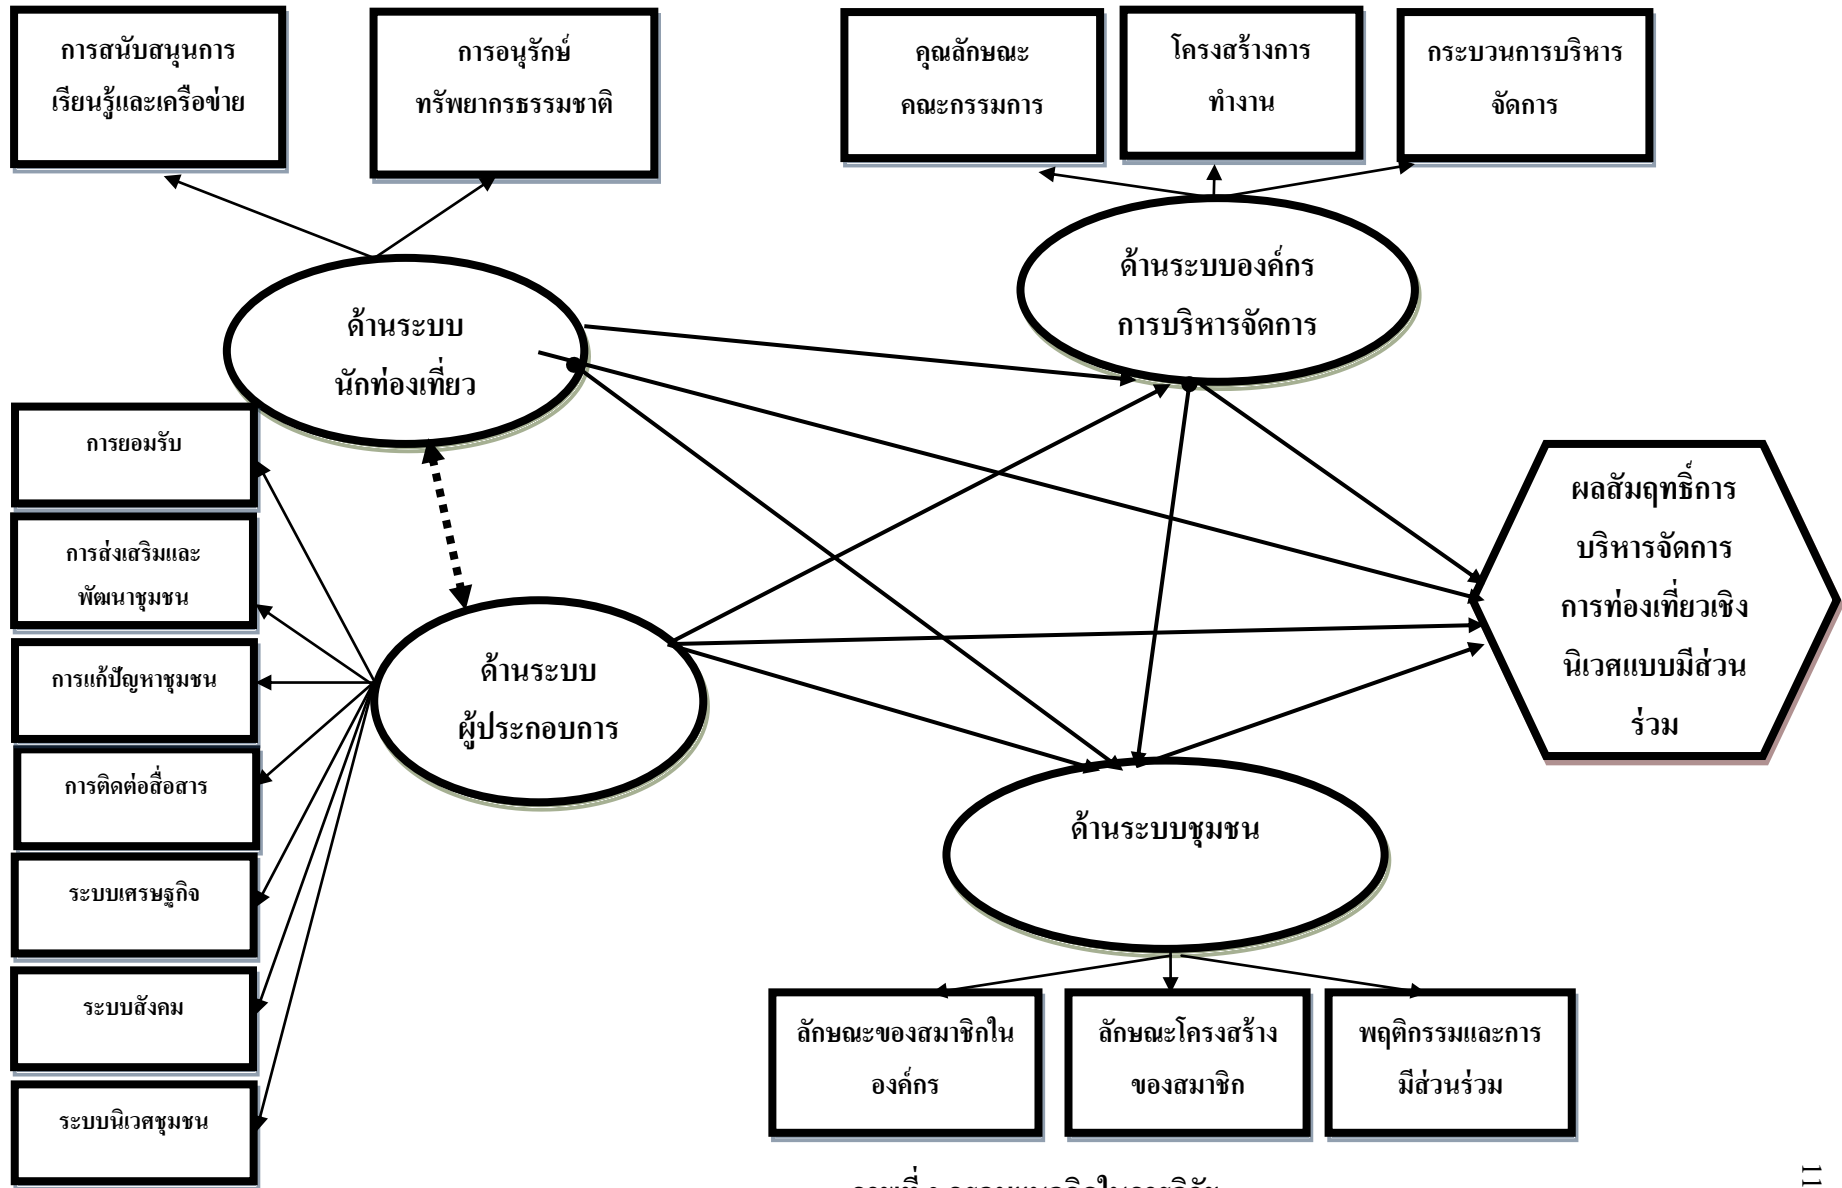 การสนับสนุนการ
เรียนรู้และเครือข่าย
การอนุรักษ์
ทรัพยากรธรรมชาติ
คุณลักษณะ
คณะกรรมการ
โครงสร้างการ
ทำงาน
กระบวนการบริหาร
จัดการ
ด้านระบบองค์กร
การบริหารจัดการ
ด้านระบบ
นักท่องเที่ยว
การยอมรับ
การส่งเสริมและ
พัฒนาชุมชน
การแก้ปัญหาชุมชน
การติดต่อสื่อสาร
ระบบเศรษฐกิจ
ระบบสังคม
ระบบนิเวศชุมชน
ด้านระบบ
ผู้ประกอบการ
ผลสัมฤทธิ์การ
บริหารจัดการ
การท่องเที่ยวเชิง
นิเวศแบบมีส่วน
ร่วม
ด้านระบบชุมชน
ลักษณะของสมาชิกใน
องค์กร
ลักษณะโครงสร้าง
ของสมาชิก
พฤติกรรมและการ
มีส่วนร่วม
11